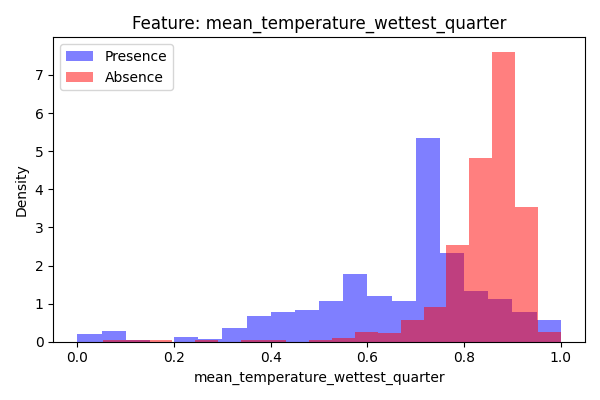 Feature: mean_temperature_wettest_quarter
Presence
Absence
Density
7
6
5
4
3
2
1
0
0.0 0.2 0.4 0.6 0.8 1.0
mean_temperature_wettest_quarter